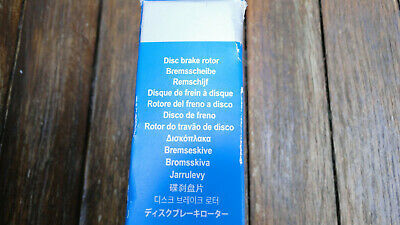 Disc brake rotor
Bremsscheibe
Remschijf
Disque de frein à disque
Rotore del freno a disco
Disco de freno
Rotor do travão de disco
Δισκόπλακα
Bremseskive
Bromsskiva
Jarrulevy
碟刹盘片
디스크 브레이크 로터
ディスクブレーキローター